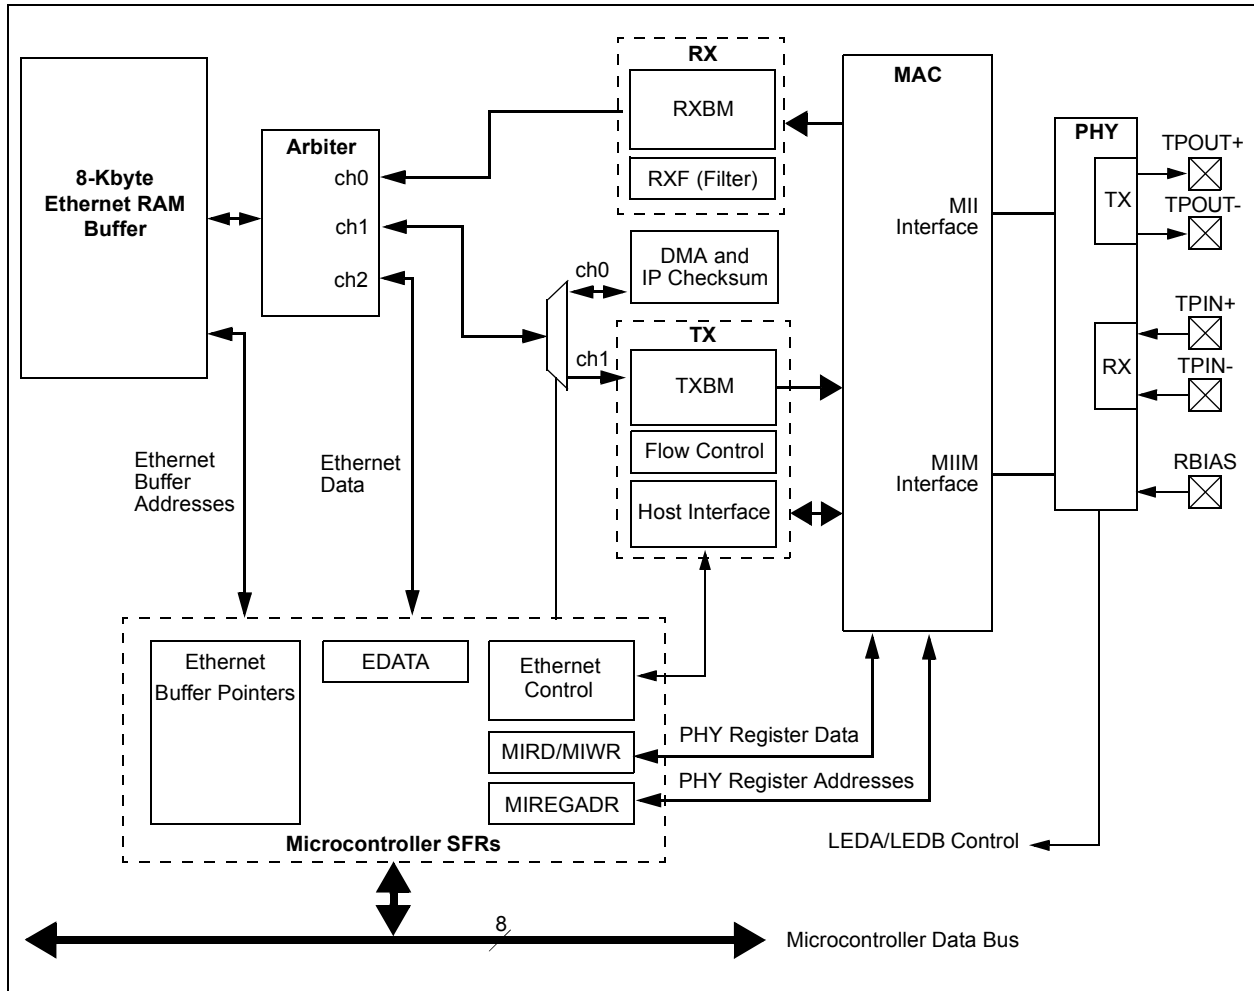 8-Kbyte
Ethernet RAM
Buffer
Arbiter
ch0
ch1
ch2
RX
RXBM
RXF (Filter)
DMA and
IP Checksum
ch0
ch1
TX
TXBM
Flow Control
Host Interface
MAC
MII
Interface
MIIM
Interface
PHY
TX
RX
TPOUT+
TPOUT-
TPIN+
TPIN-
RBIAS
Ethernet
Buffer
Addresses
Ethernet
Data
Ethernet
Buffer Pointers
EDATA
Ethernet
Control
MIRD/MIWR
MIREGADR
Microcontroller SFRs
PHY Register Data
PHY Register Addresses
LEDA/LEDB Control
8
Microcontroller Data Bus